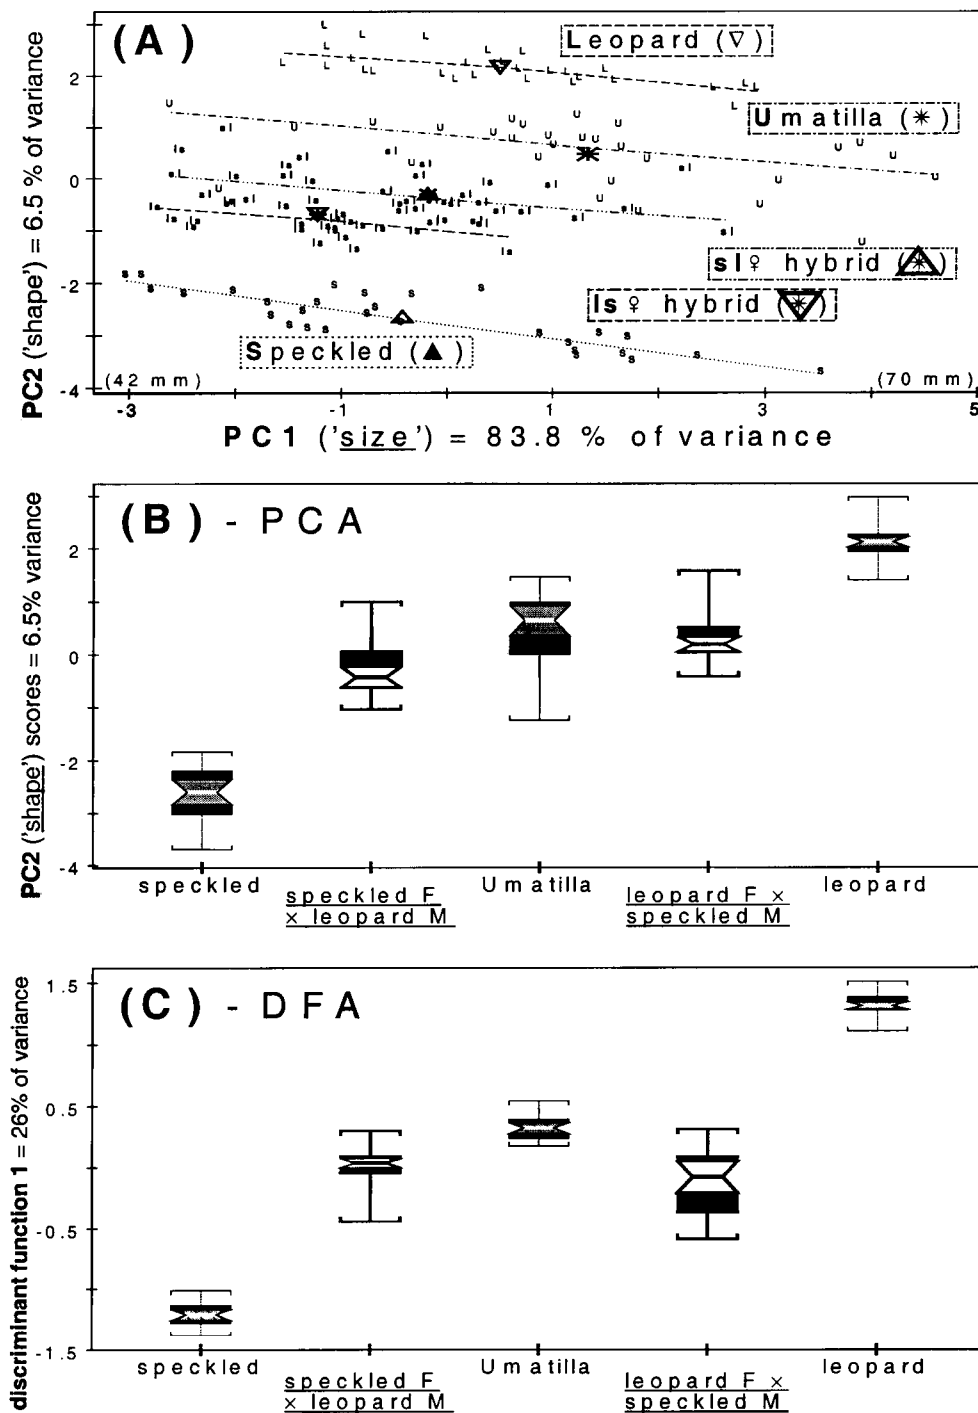 (A)
Leopard (▽)
Umatilla (✳)
sl♀ hybrid
ls♀ hybrid
Speckled (▲)
PC2 ('shape') = 6.5 % of variance
2
0
-2
-4
(42 mm)
(70 mm)
-3
-1
1
3
5
PC1 ('size') = 83.8 % of variance
(B) - PCA
PC2 ('shape') scores = 6.5% variance
2
0
-2
-4
speckled
speckled F
× leopard M
Umatilla
leopard F ×
speckled M
leopard
(C) - DFA
discriminant function 1 = 26% of variance
1.5
0.5
-0.5
-1.5
speckled
speckled F
× leopard M
Umatilla
leopard F ×
speckled M
leopard